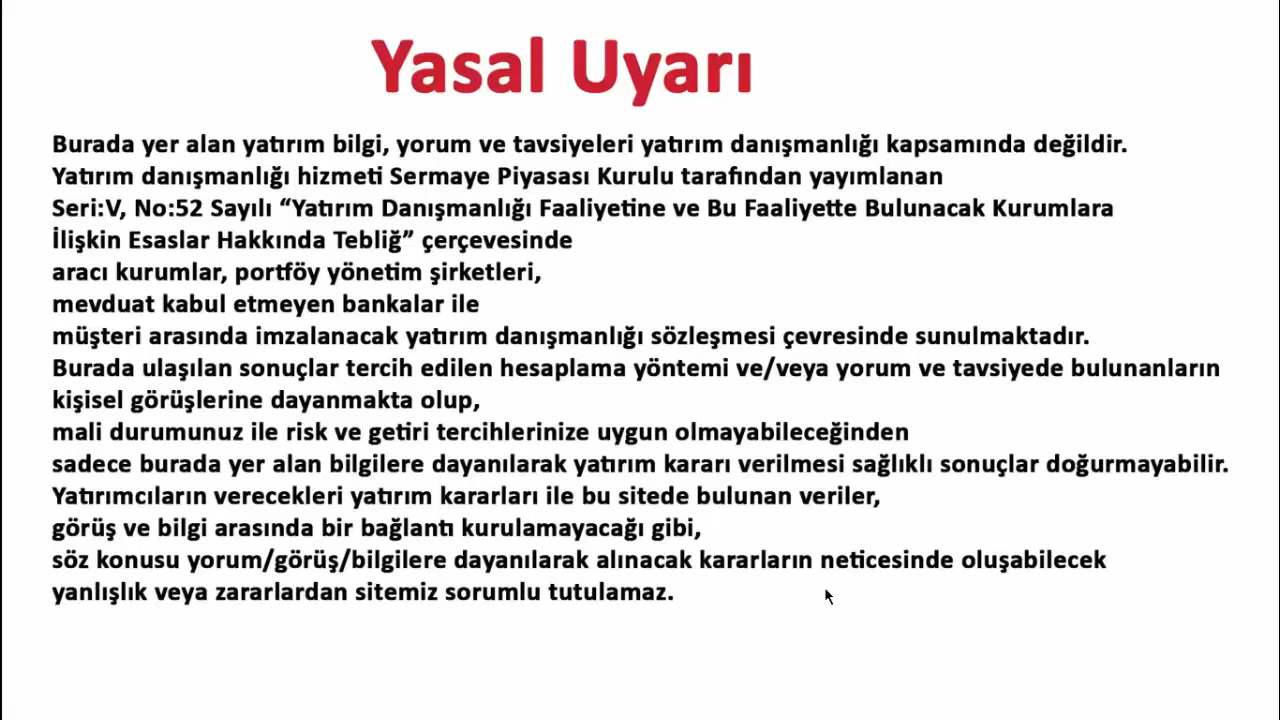 Yasal Uyarı
Burada yer alan yatırım bilgi, yorum ve tavsiyeleri yatırım danışmanlığı kapsamında değildir.
Yatırım danışmanlığı hizmeti Sermaye Piyasası Kurulu tarafından yayımlanan
Seri:V, No:52 Sayılı “Yatırım Danışmanlığı Faaliyetine ve Bu Faaliyette Bulunacak Kurumlara
İlişkin Esaslar Hakkında Tebliğ” çerçevesinde
aracı kurumlar, portföy yönetim şirketleri,
mevduat kabul etmeyen bankalar ile
müşteri arasında imzalanacak yatırım danışmanlığı sözleşmesi çevresinde sunulmaktadır.
Burada ulaşılan sonuçlar tercih edilen hesaplama yöntemi ve/veya yorum ve tavsiyede bulunanların
kişisel görüşlerine dayanmakta olup,
mali durumunuz ile risk ve getiri tercihlerinize uygun olmayabileceğinden
sadece burada yer alan bilgilere dayanılarak yatırım kararı verilmesi sağlıklı sonuçlar doğurmayabilir.
Yatırımcıların verecekleri yatırım kararları ile bu sitede bulunan veriler,
görüş ve bilgi arasında bir bağlantı kurulamayacağı gibi,
söz konusu yorum/görüş/bilgilere dayanılarak alınacak kararların neticesinde oluşabilecek
yanlışlık veya zararlardan sitemiz sorumlu tutulamaz.